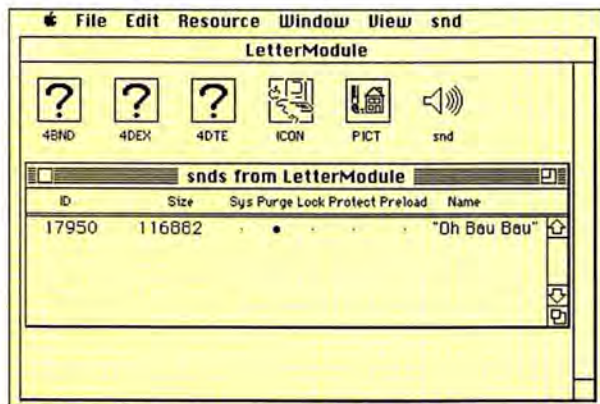 File Edit Resource Window View snd
LetterModule
4BND 4DEX 4DTE ICON PICT snd
snds from LetterModule
ID Size Sys Purge Lock Protect Preload Name
17950 116882 · • · · · "Oh Bau Bau"